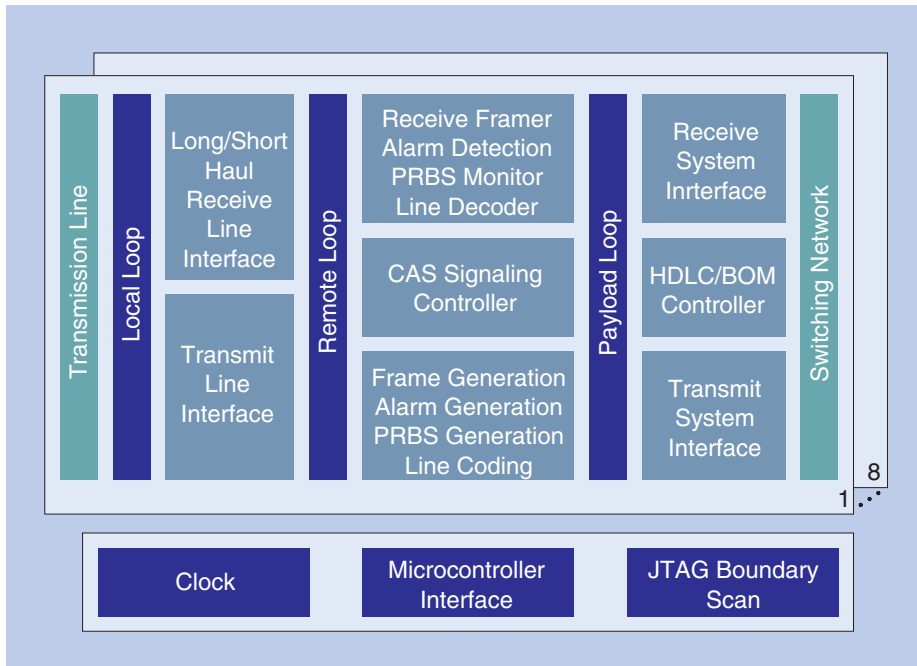 Transmission Line
Local Loop
Long/Short
Haul
Receive
Line
Interface
Transmit
Line
Interface
Remote Loop
Receive Framer
Alarm Detection
PRBS Monitor
Line Decoder
CAS Signaling
Controller
Frame Generation
Alarm Generation
PRBS Generation
Line Coding
Payload Loop
Receive
System
Inrterface
HDLC/BOM
Controller
Transmit
System
Interface
Switching Network
8
1
Clock
Microcontroller
Interface
JTAG Boundary
Scan